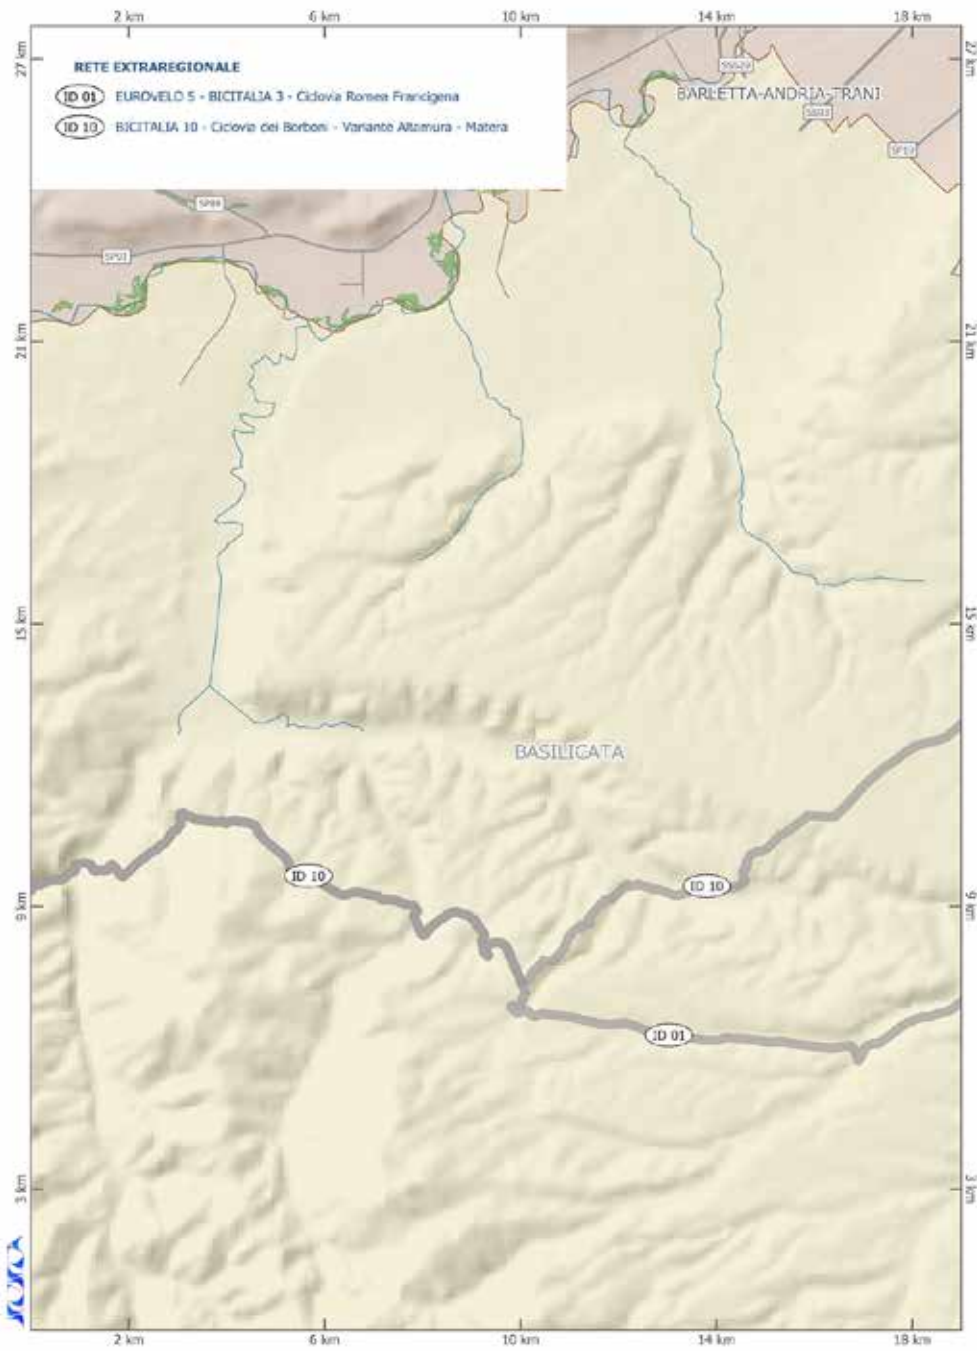 2 km 6 km 10 km 14 km 18 km
27 km 27 km
RETE EXTRAREGIONALE
ID 01 EUROVELO 5 - BICITALIA 3 - Ciclovia Romea Francigena
ID 10 BICITALIA 10 - Ciclovia dei Borboni - Variante Altamura - Matera
BARLETTA-ANDRIA-TRANI
21 km 21 km
15 km 15 km
BASILICATA
ID 10 ID 10
9 km 9 km
ID 01
3 km 3 km
2 km 6 km 10 km 14 km 18 km